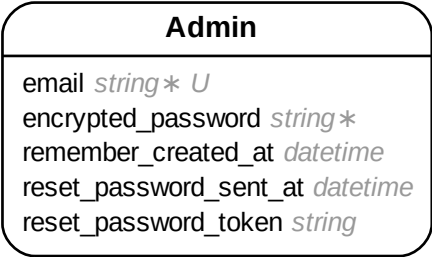 Admin
email string∗ U
encrypted_password string∗
remember_created_at datetime
reset_password_sent_at datetime
reset_password_token string